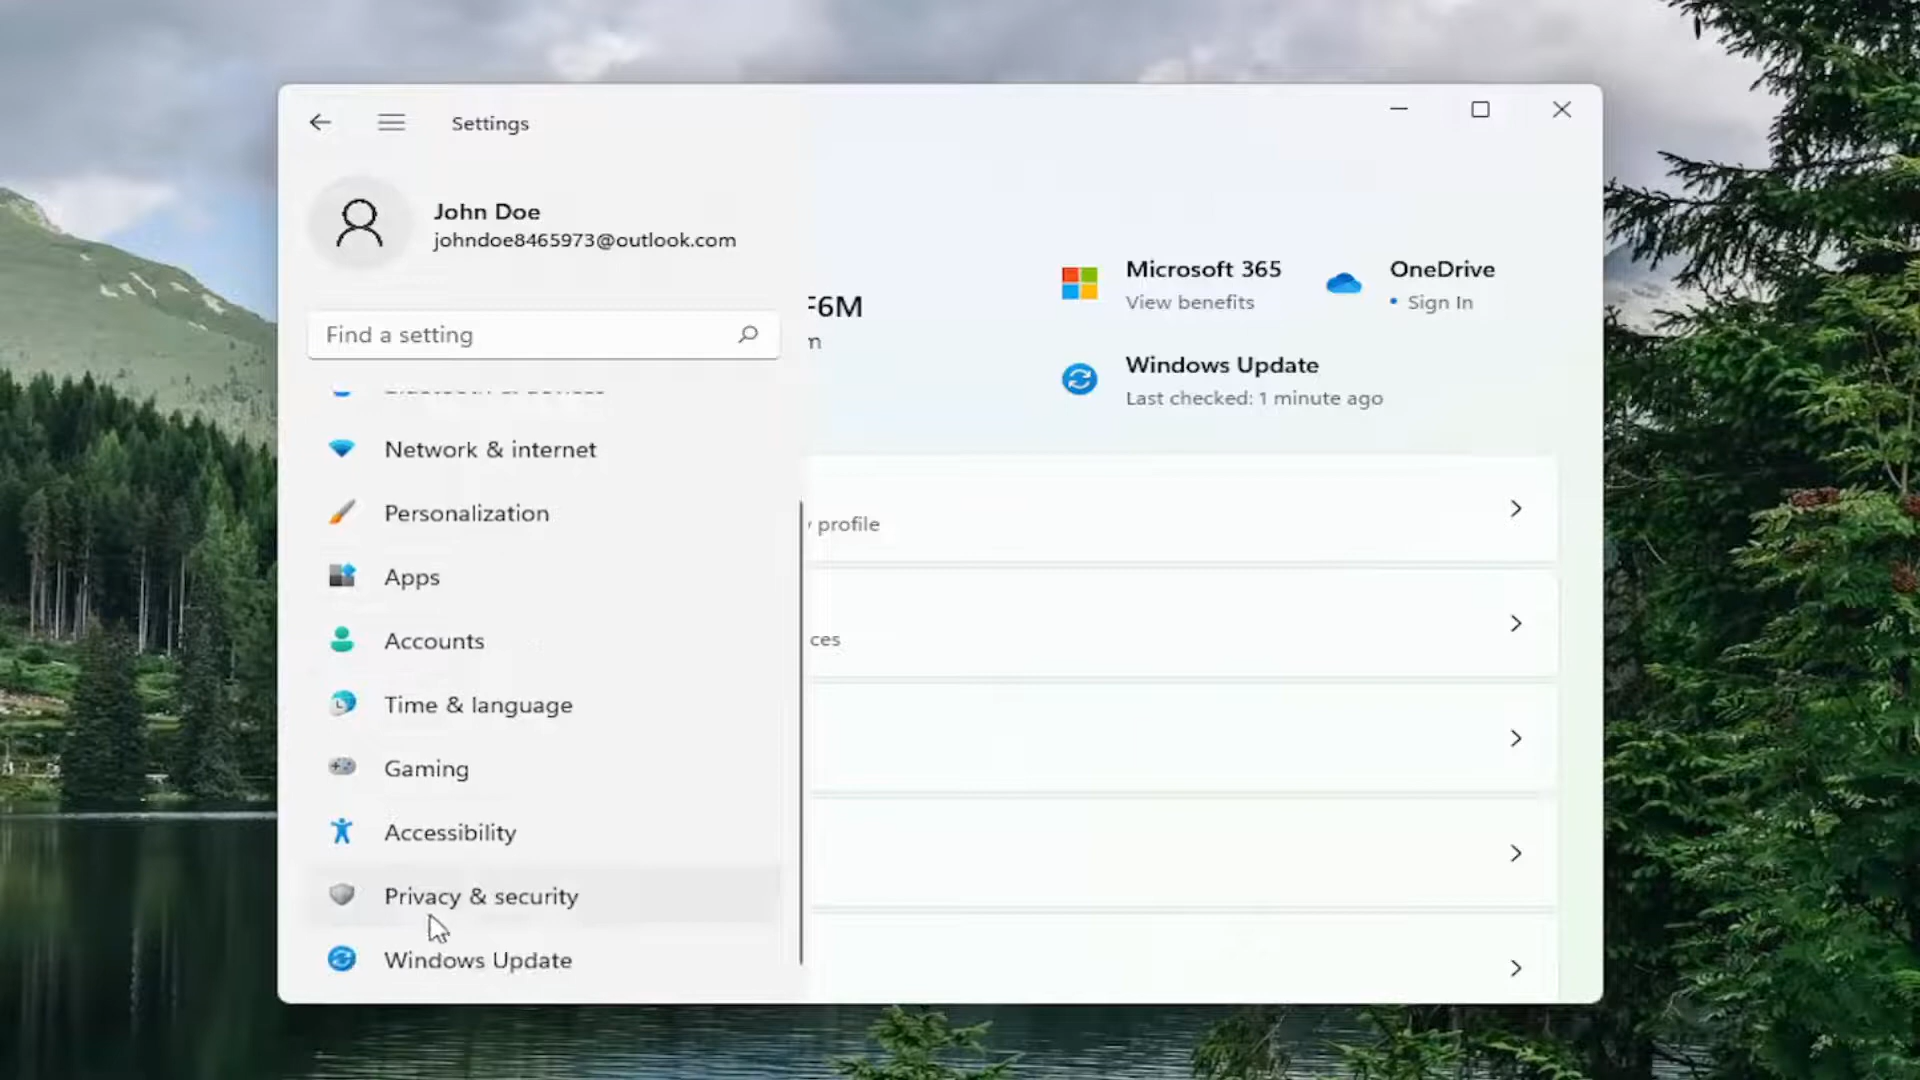 Settings
John Doe
johndoe8465973@outlook.com
Find a setting
Network & internet
Personalization
Apps
Accounts
Time & language
Gaming
Accessibility
Privacy & security
Windows Update
F6M
Microsoft 365
View benefits
OneDrive
Sign In
Windows Update
Last checked: 1 minute ago
profile
ces